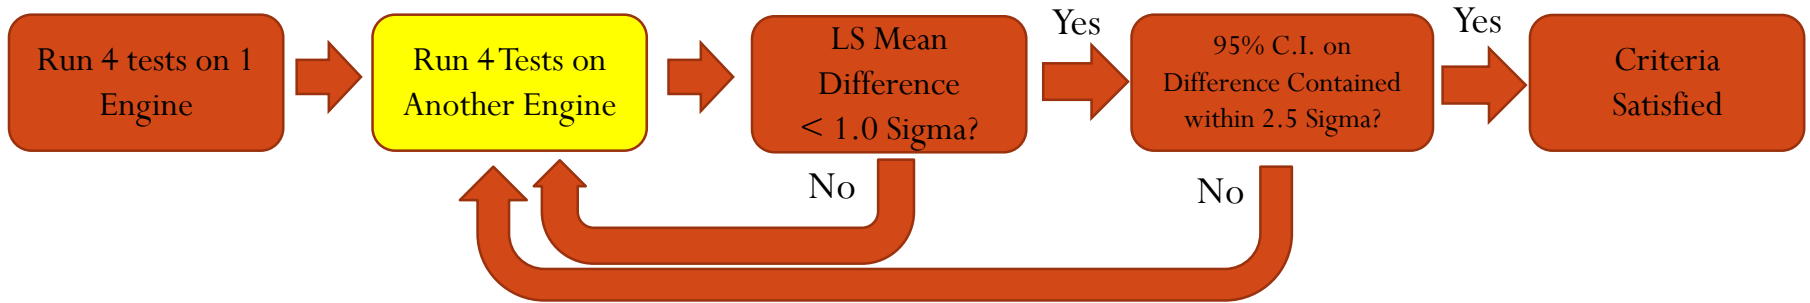 Run 4 tests on 1
Engine
Run 4 Tests on
Another Engine
LS Mean
Difference
< 1.0 Sigma?
Yes
95% C.I. on
Difference Contained
within 2.5 Sigma?
Yes
Criteria
Satisfied
No
No